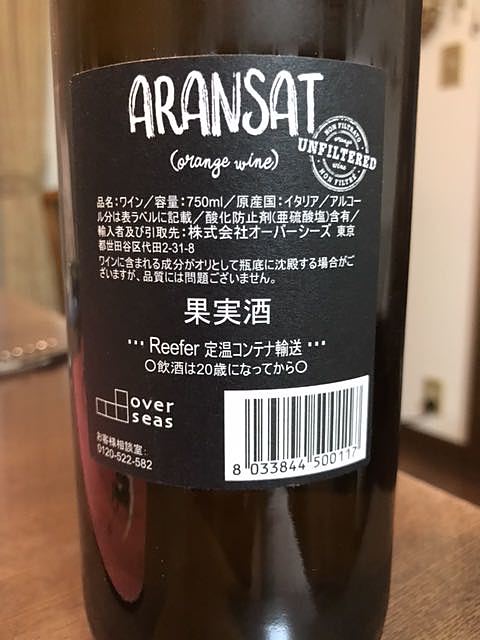 ARANSAT
(orange wine)
NON FILTRATO
orange
UNFILTERED
wine
NON FILTRÉ
品名:ワイン／容量:750ml／原産国:イタリア／アルコー
ル分は表ラベルに記載／酸化防止剤(亜硫酸塩)含有／
輸入者及び引取先:株式会社オーバーシーズ 東京
都世田谷区代田2-31-8
ワインに含まれる成分がオリとして瓶底に沈殿する場合がご
ざいますが、品質には問題ございません。
果実酒
••• Reefer 定温コンテナ輸送 •••
〇飲酒は20歳になってから〇
over
seas
お客様相談室:
0120-522-582
8 033844 500117